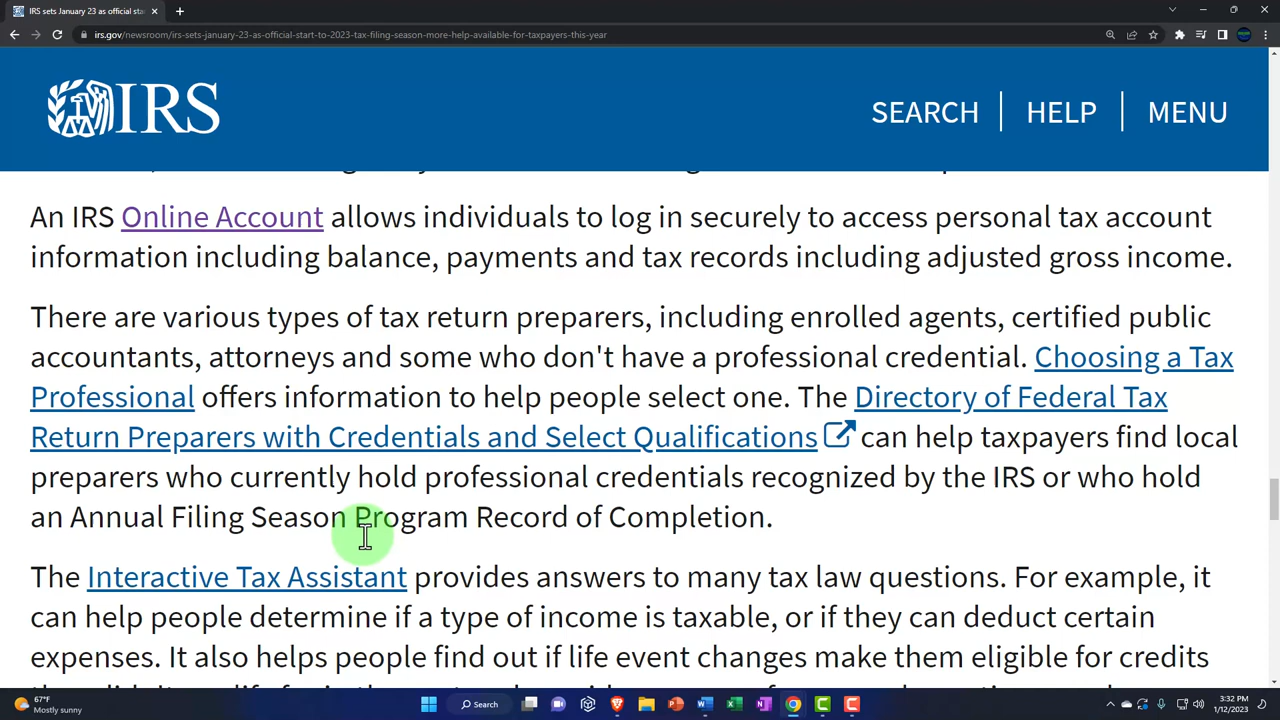 IRS sets January 23 as official star
irs.gov/newsroom/irs-sets-january-23-as-official-start-to-2023-tax-filing-season-more-help-available-for-taxpayers-this-year
IRS
SEARCH
HELP
MENU
An IRS Online Account allows individuals to log in securely to access personal tax account
information including balance, payments and tax records including adjusted gross income.
There are various types of tax return preparers, including enrolled agents, certified public
accountants, attorneys and some who don't have a professional credential. Choosing a Tax
Professional offers information to help people select one. The Directory of Federal Tax
Return Preparers with Credentials and Select Qualifications can help taxpayers find local
preparers who currently hold professional credentials recognized by the IRS or who hold
an Annual Filing Season Program Record of Completion.
The Interactive Tax Assistant provides answers to many tax law questions. For example, it
can help people determine if a type of income is taxable, or if they can deduct certain
expenses. It also helps people find out if life event changes make them eligible for credits
67°F
Mostly sunny
Search
3:32 PM
1/12/2023